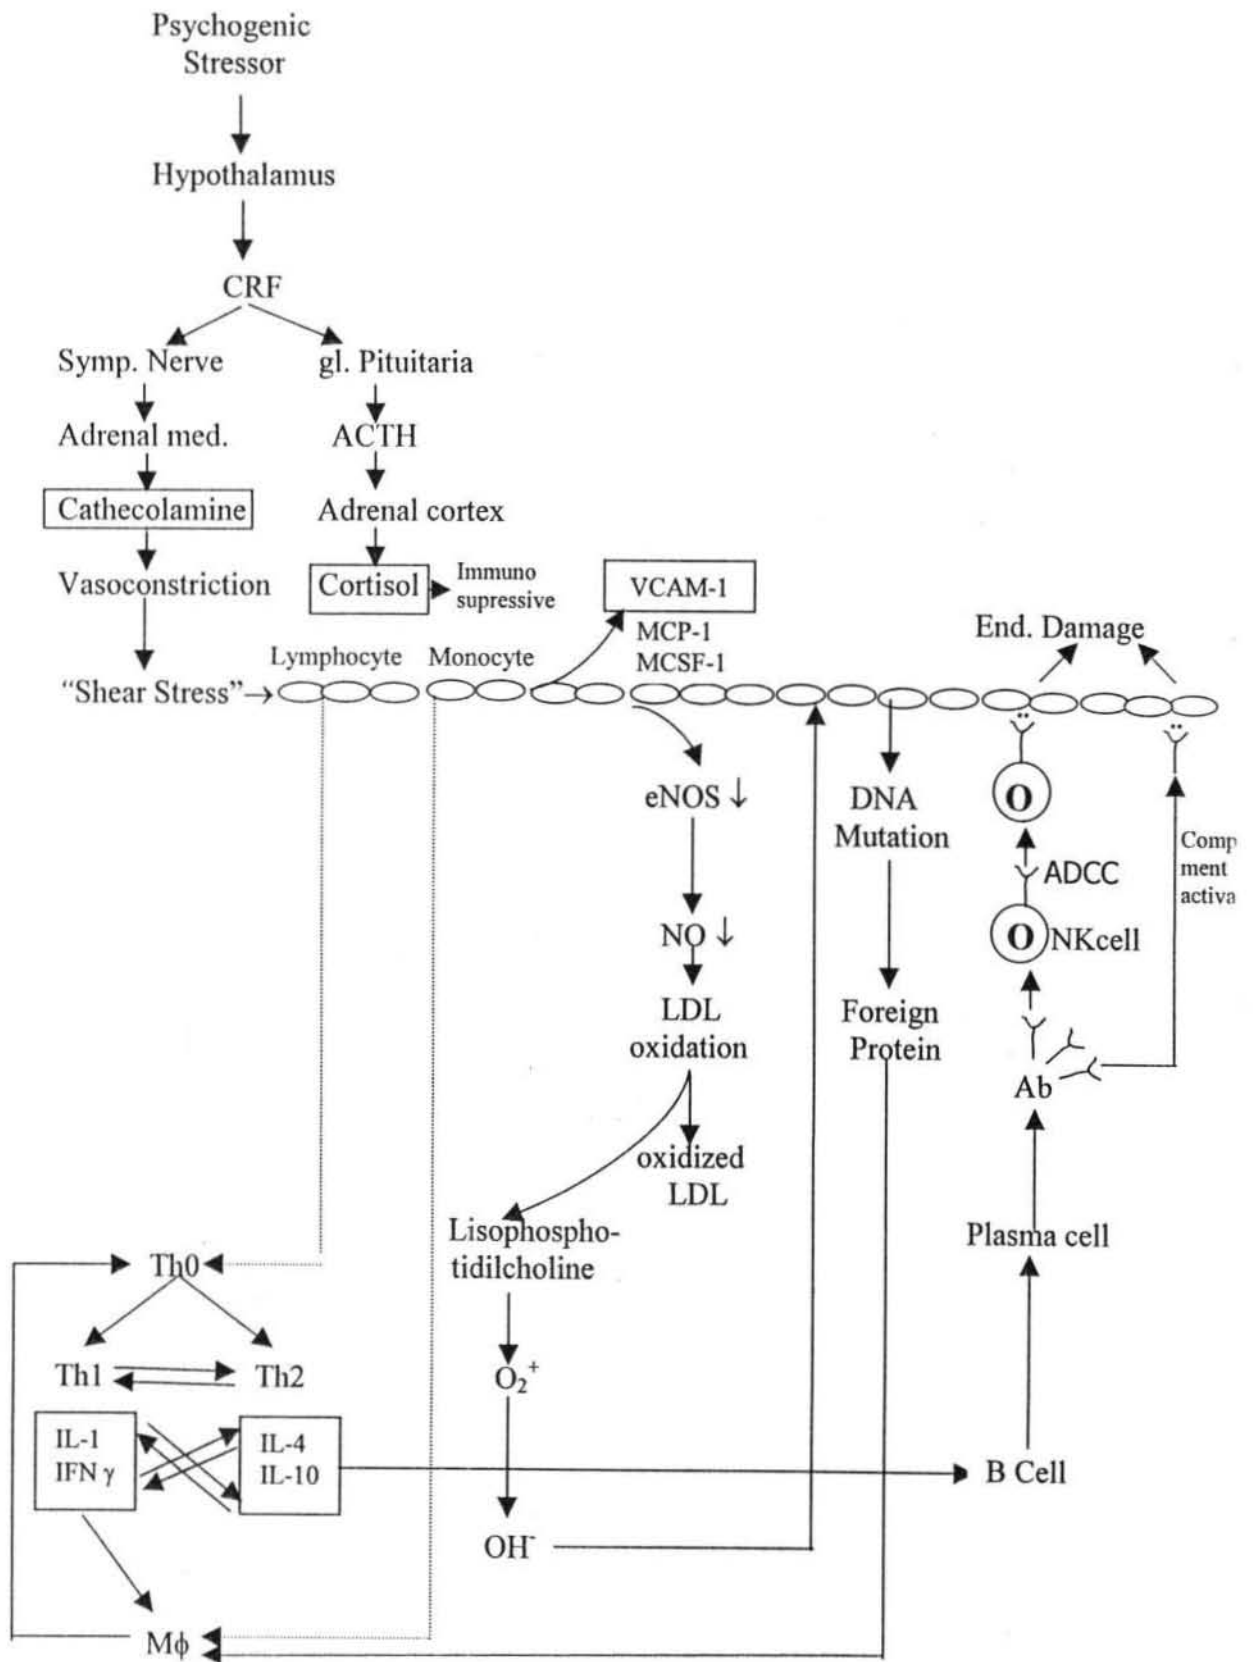 Psychogenic
Stressor
Hypothalamus
CRF
Symp. Nerve
gl. Pituitaria
Adrenal med.
ACTH
Cathecolamine
Adrenal cortex
Vasoconstriction
Cortisol
Immuno
supressive
VCAM-1
MCP-1
MCSF-1
End. Damage
Lymphocyte
Monocyte
“Shear Stress”
eNOS ↓
DNA
Mutation
O
Comp
ment
activa
ADCC
NO ↓
O NKcell
LDL
oxidation
Foreign
Protein
Ab
oxidized
LDL
Lisophospho-
tidilcholine
Plasma cell
Th0
Th1
Th2
O₂⁺
IL-1
IFN γ
IL-4
IL-10
B Cell
OH⁻
Mϕ